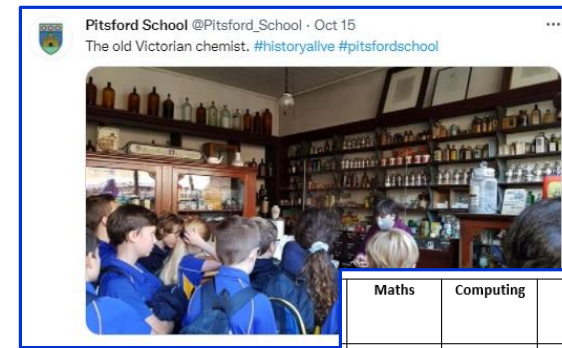 Pitsford School @Pitsford_School · Oct 15
The old Victorian chemist. #historyalive #pitsfordschool
Maths Computing